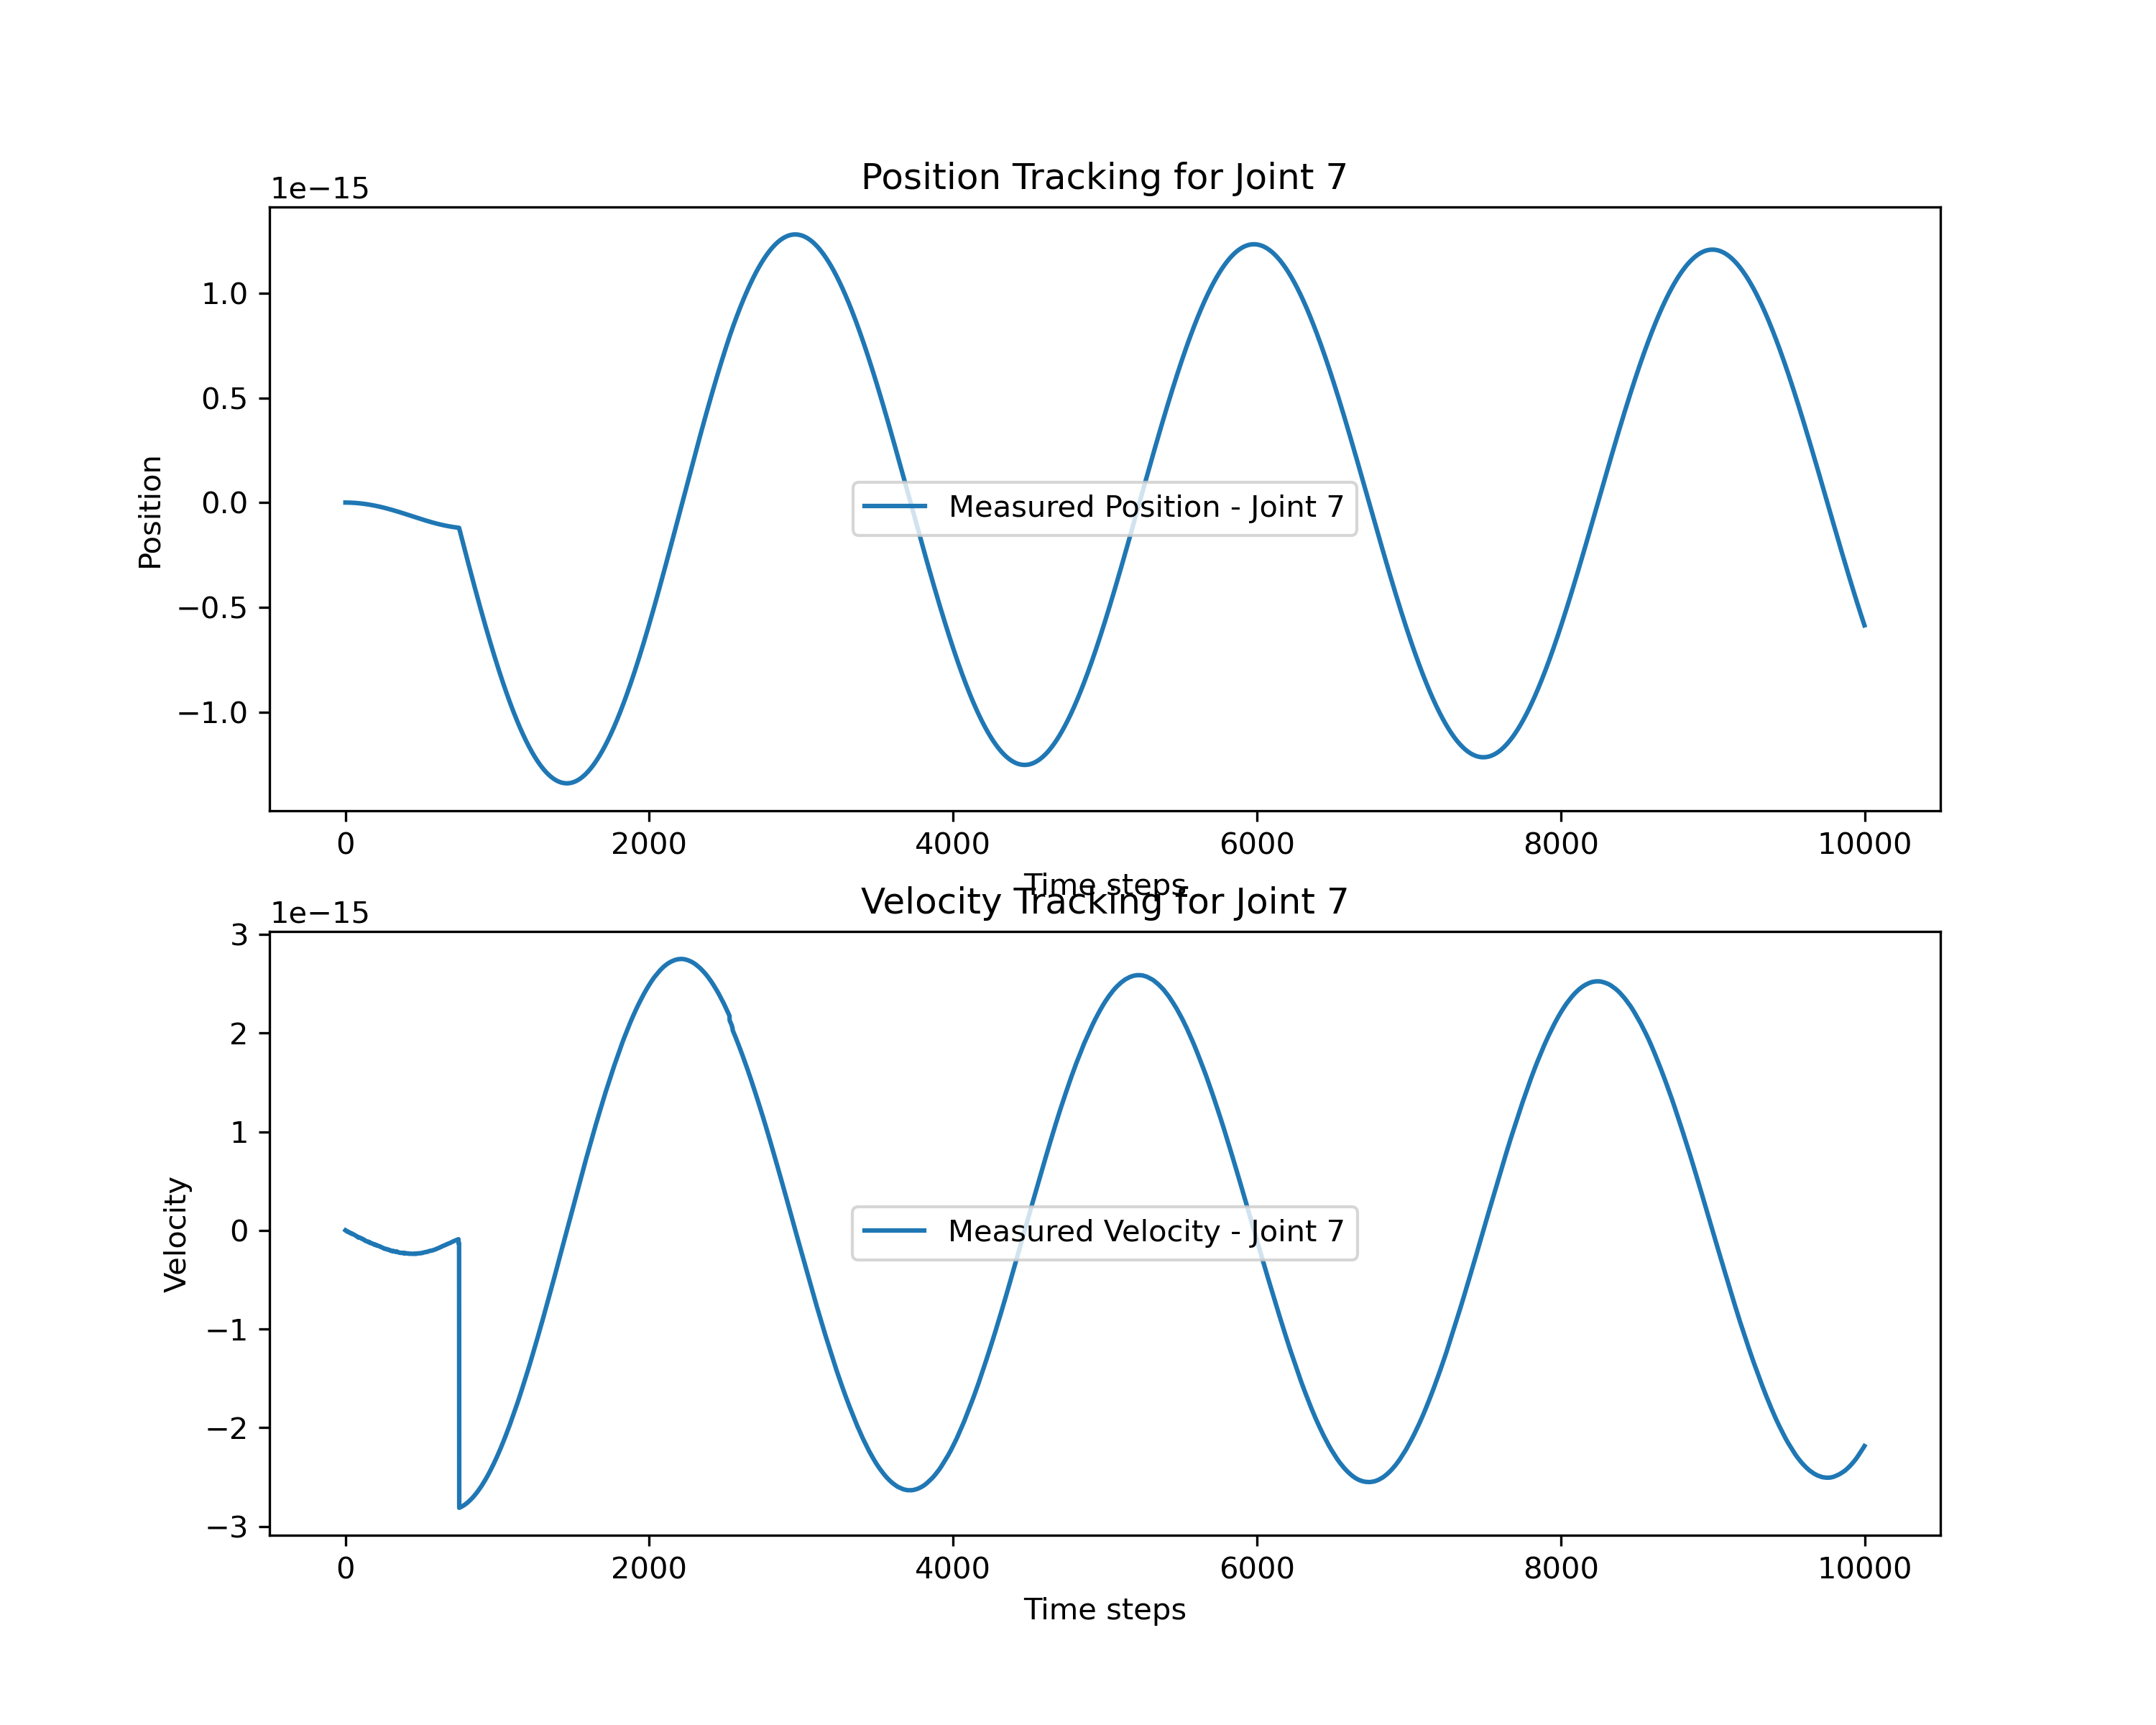 Position Tracking for Joint 7
1e−15
1.0
0.5
0.0
−0.5
−1.0
Position
Measured Position - Joint 7
0 2000 4000 6000 8000 10000
Time steps
Velocity Tracking for Joint 7
1e−15
3
2
1
0
−1
−2
−3
Velocity
Measured Velocity - Joint 7
0 2000 4000 6000 8000 10000
Time steps